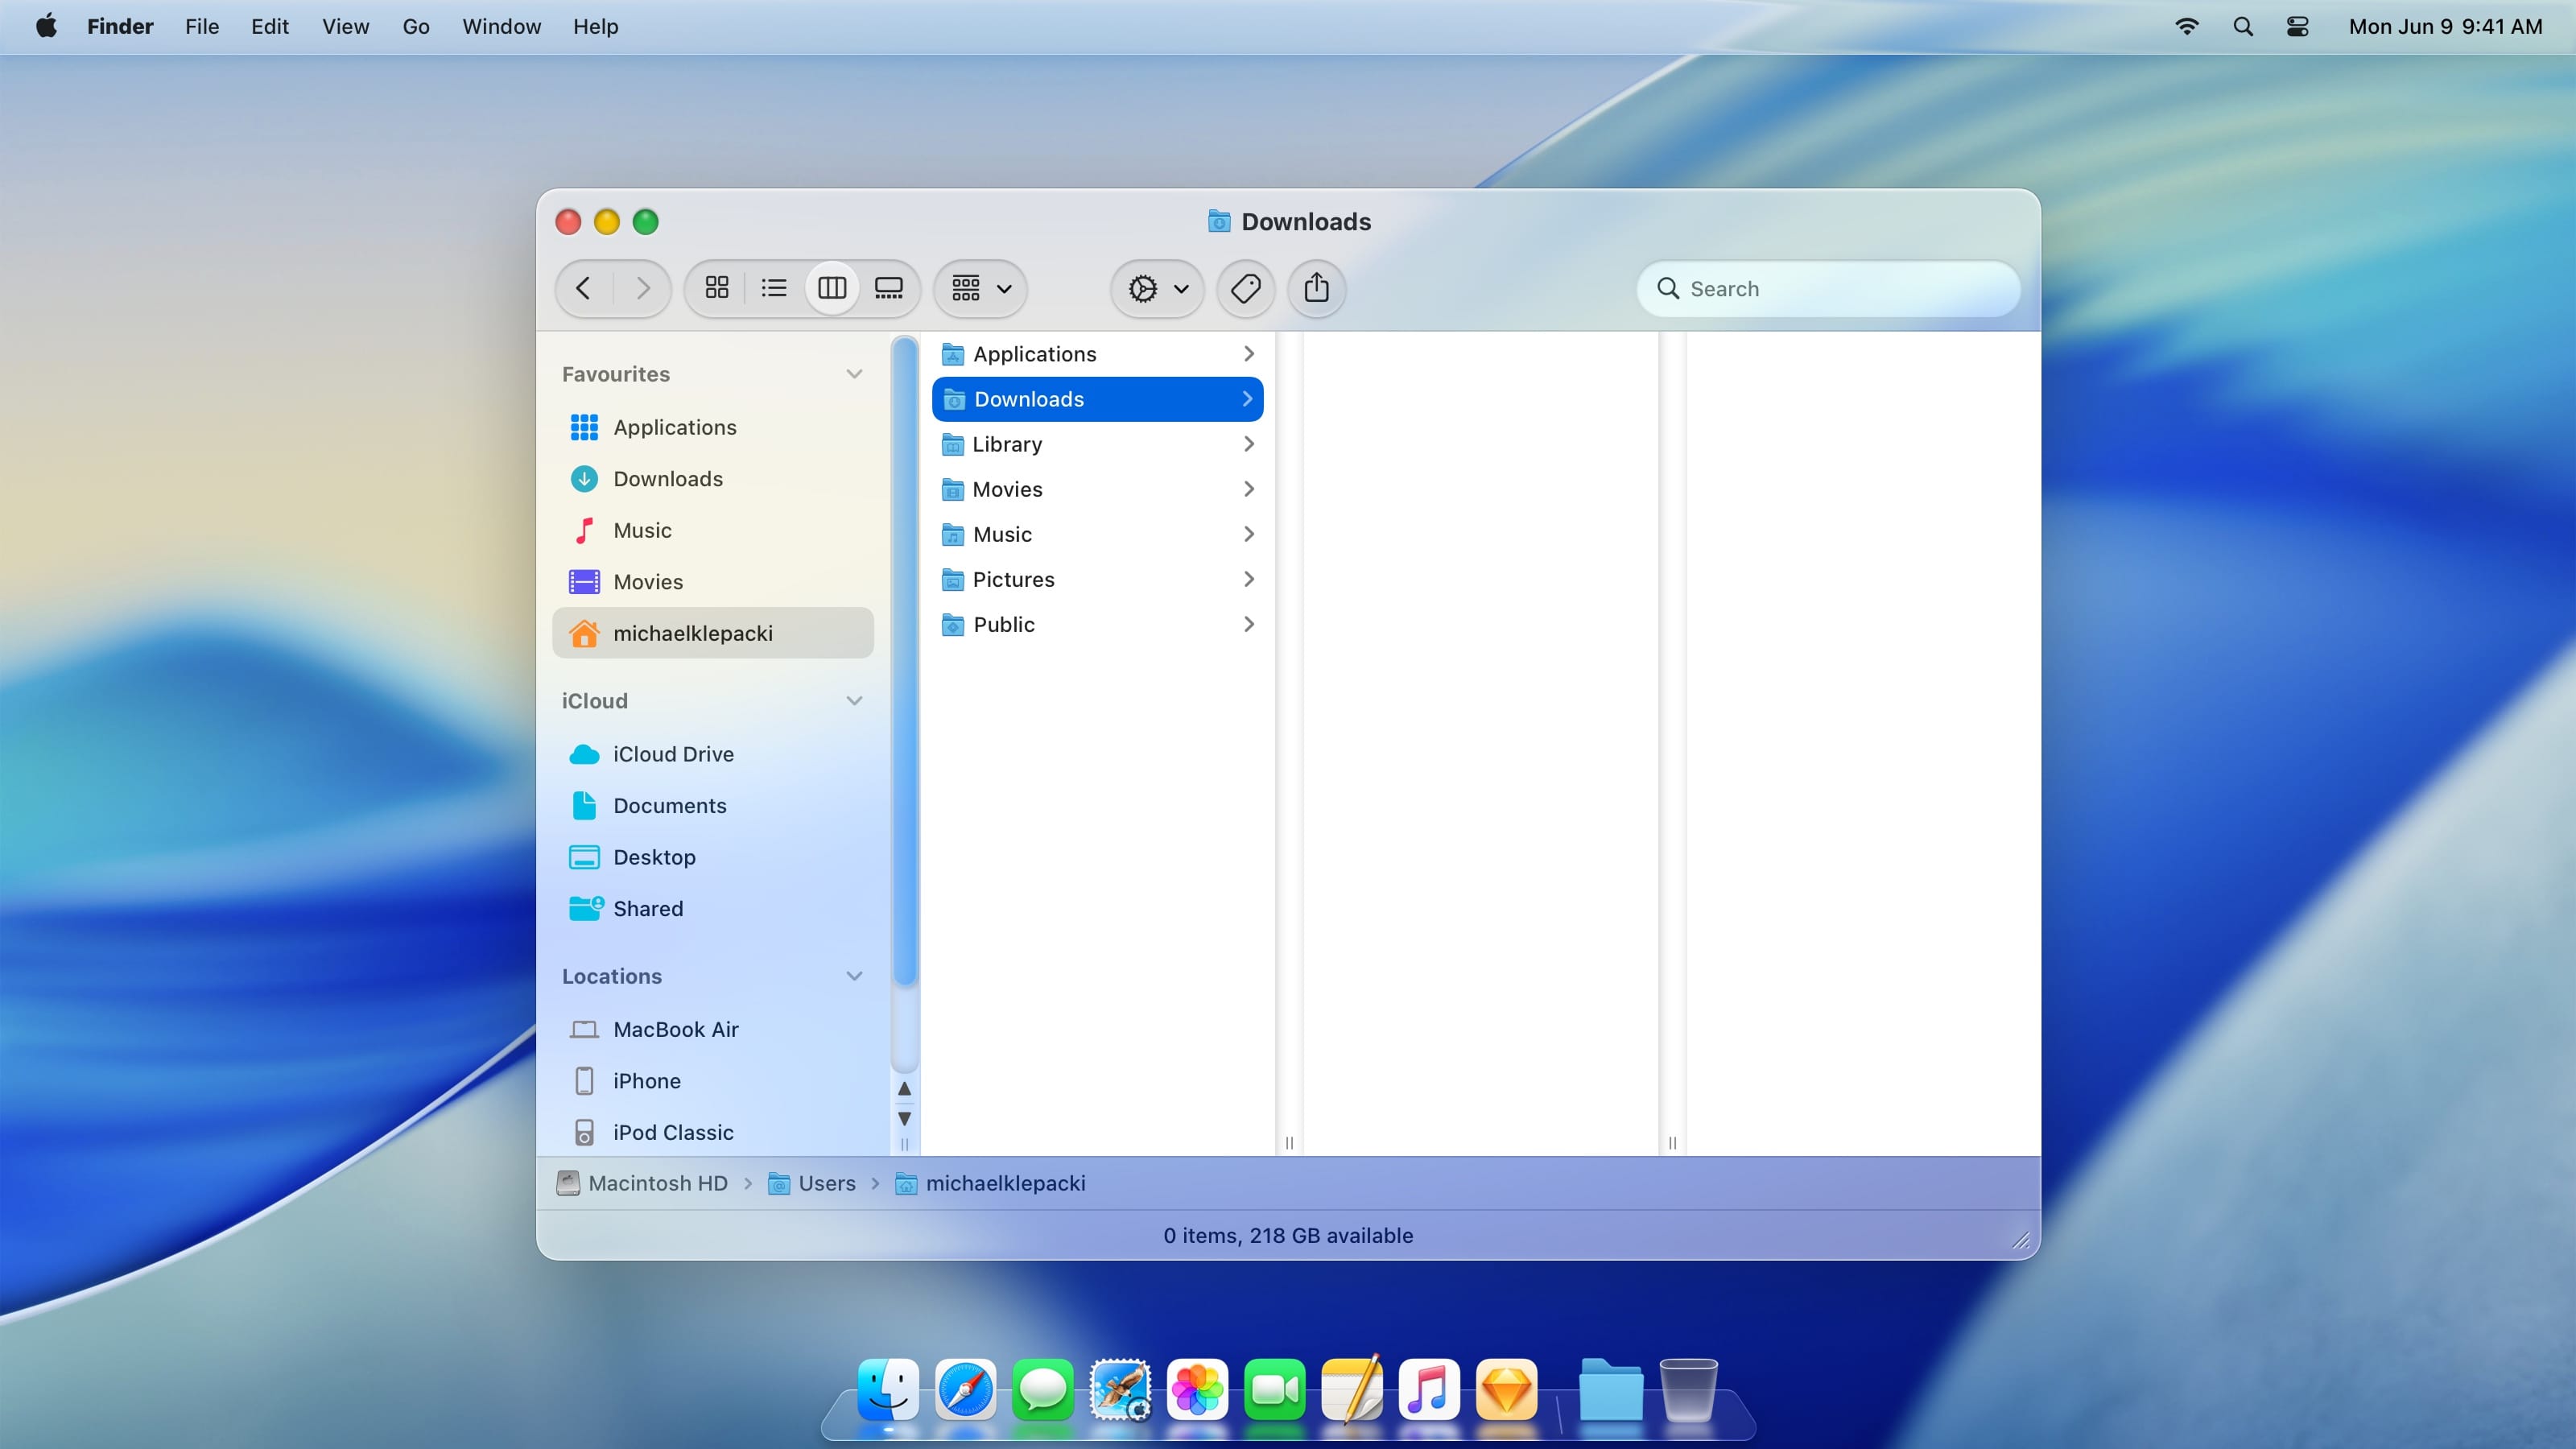 Finder File Edit View Go Window Help Mon Jun 9 9:41 AM
Downloads
Search
Favourites
Applications
Downloads
Music
Movies
michaelklepacki
iCloud
iCloud Drive
Documents
Desktop
Shared
Locations
MacBook Air
iPhone
iPod Classic
Applications
Downloads
Library
Movies
Music
Pictures
Public
Macintosh HD Users michaelklepacki
0 items, 218 GB available